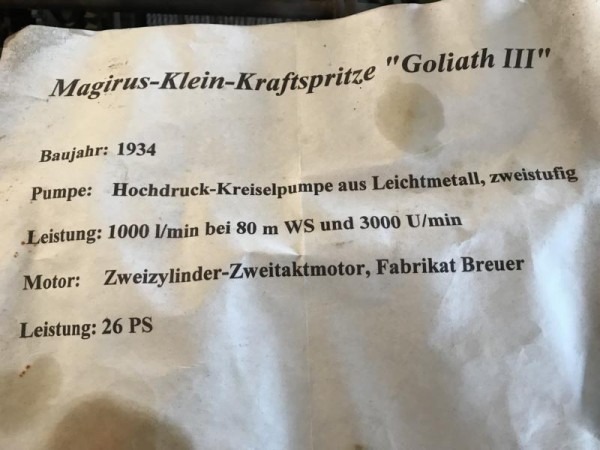 Magirus-Klein-Kraftspritze "Goliath III"
Baujahr: 1934
Pumpe: Hochdruck-Kreiselpumpe aus Leichtmetall, zweistufig
Leistung: 1000 l/min bei 80 m WS und 3000 U/min
Motor: Zweizylinder-Zweitaktmotor, Fabrikat Breuer
Leistung: 26 PS